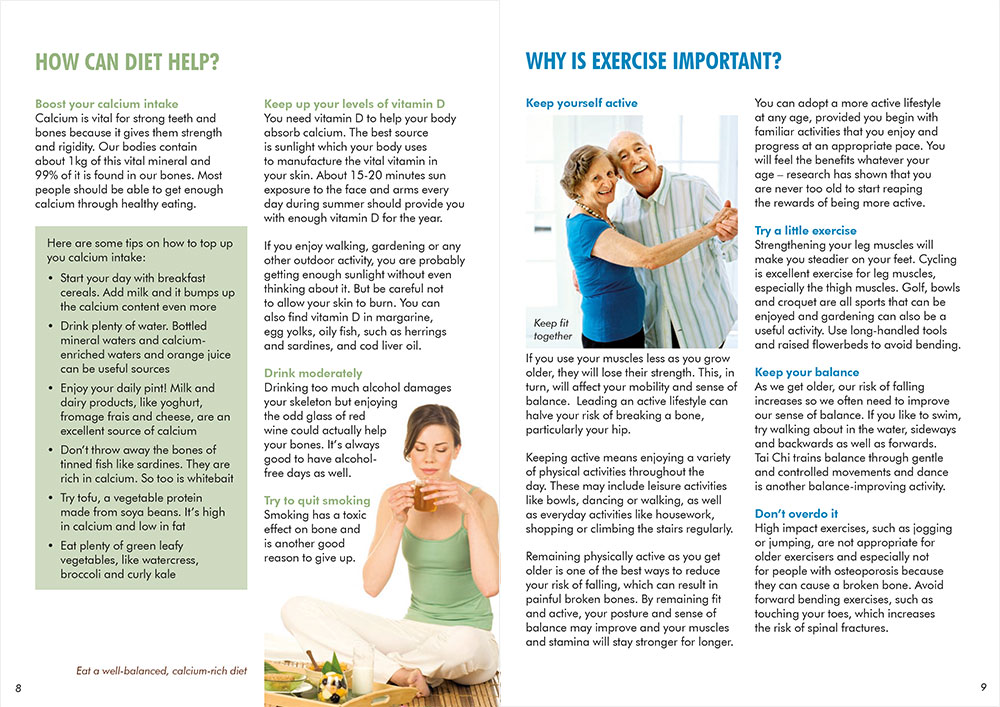 HOW CAN DIET HELP?
Boost your calcium intake
Calcium is vital for strong teeth and
bones because it gives them strength
and rigidity. Our bodies contain
about 1kg of this vital mineral and
99% of it is found in our bones. Most
people should be able to get enough
calcium through healthy eating.
Here are some tips on how to top up
you calcium intake:
• Start your day with breakfast
cereals. Add milk and it bumps up
the calcium content even more
• Drink plenty of water. Bottled
mineral waters and calcium-
enriched waters and orange juice
can be useful sources
• Enjoy your daily pint! Milk and
dairy products, like yoghurt,
fromage frais and cheese, are an
excellent source of calcium
• Don't throw away the bones of
tinned fish like sardines. They are
rich in calcium. So too is whitebait
• Try tofu, a vegetable protein
made from soya beans. It's high
in calcium and low in fat
• Eat plenty of green leafy
vegetables, like watercress,
broccoli and curly kale
Eat a well-balanced, calcium-rich diet
8
Keep up your levels of vitamin D
You need vitamin D to help your body
absorb calcium. The best source
is sunlight which your body uses
to manufacture the vital vitamin in
your skin. About 15-20 minutes sun
exposure to the face and arms every
day during summer should provide you
with enough vitamin D for the year.
If you enjoy walking, gardening or any
other outdoor activity, you are probably
getting enough sunlight without even
thinking about it. But be careful not
to allow your skin to burn. You can
also find vitamin D in margarine,
egg yolks, oily fish, such as herrings
and sardines, and cod liver oil.
Drink moderately
Drinking too much alcohol damages
your skeleton but enjoying
the odd glass of red
wine could actually help
your bones. It's always
good to have alcohol-
free days as well.
Try to quit smoking
Smoking has a toxic
effect on bone and
is another good
reason to give up.
WHY IS EXERCISE IMPORTANT?
Keep yourself active
Keep fit
together
If you use your muscles less as you grow
older, they will lose their strength. This, in
turn, will affect your mobility and sense of
balance.  Leading an active lifestyle can
halve your risk of breaking a bone,
particularly your hip.
Keeping active means enjoying a variety
of physical activities throughout the
day. These may include leisure activities
like bowls, dancing or walking, as well
as everyday activities like housework,
shopping or climbing the stairs regularly.
Remaining physically active as you get
older is one of the best ways to reduce
your risk of falling, which can result in
painful broken bones. By remaining fit
and active, your posture and sense of
balance may improve and your muscles
and stamina will stay stronger for longer.
You can adopt a more active lifestyle
at any age, provided you begin with
familiar activities that you enjoy and
progress at an appropriate pace. You
will feel the benefits whatever your
age – research has shown that you
are never too old to start reaping
the rewards of being more active.
Try a little exercise
Strengthening your leg muscles will
make you steadier on your feet. Cycling
is excellent exercise for leg muscles,
especially the thigh muscles. Golf, bowls
and croquet are all sports that can be
enjoyed and gardening can also be a
useful activity. Use long-handled tools
and raised flowerbeds to avoid bending.
Keep your balance
As we get older, our risk of falling
increases so we often need to improve
our sense of balance. If you like to swim,
try walking about in the water, sideways
and backwards as well as forwards.
Tai Chi trains balance through gentle
and controlled movements and dance
is another balance-improving activity.
Don't overdo it
High impact exercises, such as jogging
or jumping, are not appropriate for
older exercisers and especially not
for people with osteoporosis because
they can cause a broken bone. Avoid
forward bending exercises, such as
touching your toes, which increases
the risk of spinal fractures.
9